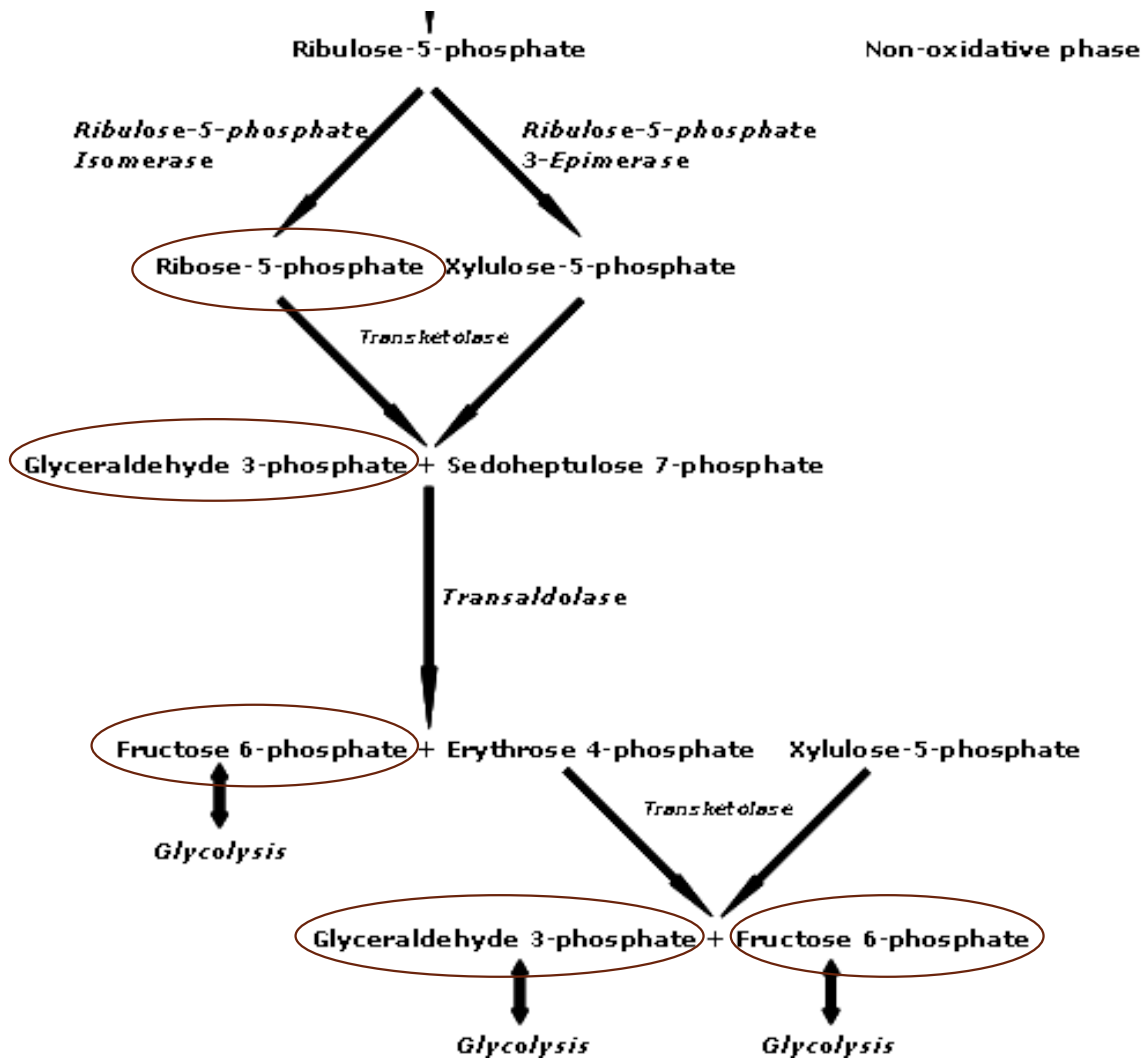 Ribulose-5-phosphate
Non-oxidative phase
Ribulose-5-phosphate
Isomerase
Ribulose-5-phosphate
3-Epimerase
Ribose-5-phosphate
Xylulose-5-phosphate
Transketolase
Glyceraldehyde 3-phosphate + Sedoheptulose 7-phosphate
Transaldolase
Fructose 6-phosphate + Erythrose 4-phosphate
Xylulose-5-phosphate
Transketolase
Glycolysis
Glyceraldehyde 3-phosphate + Fructose 6-phosphate
Glycolysis
Glycolysis